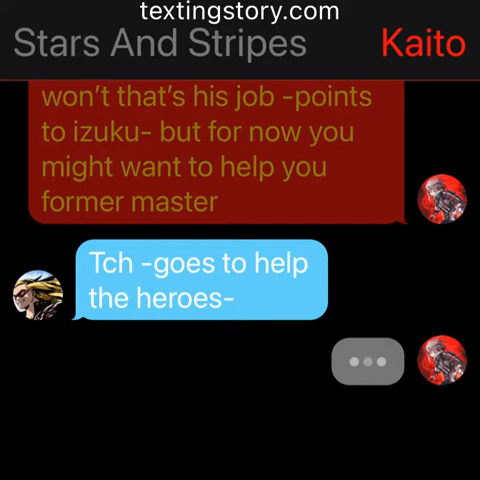 textingstory.com
Stars And Stripes Kaito
won't that's his job -points
to izuku- but for now you
might want to help you
former master
Tch -goes to help
the heroes-